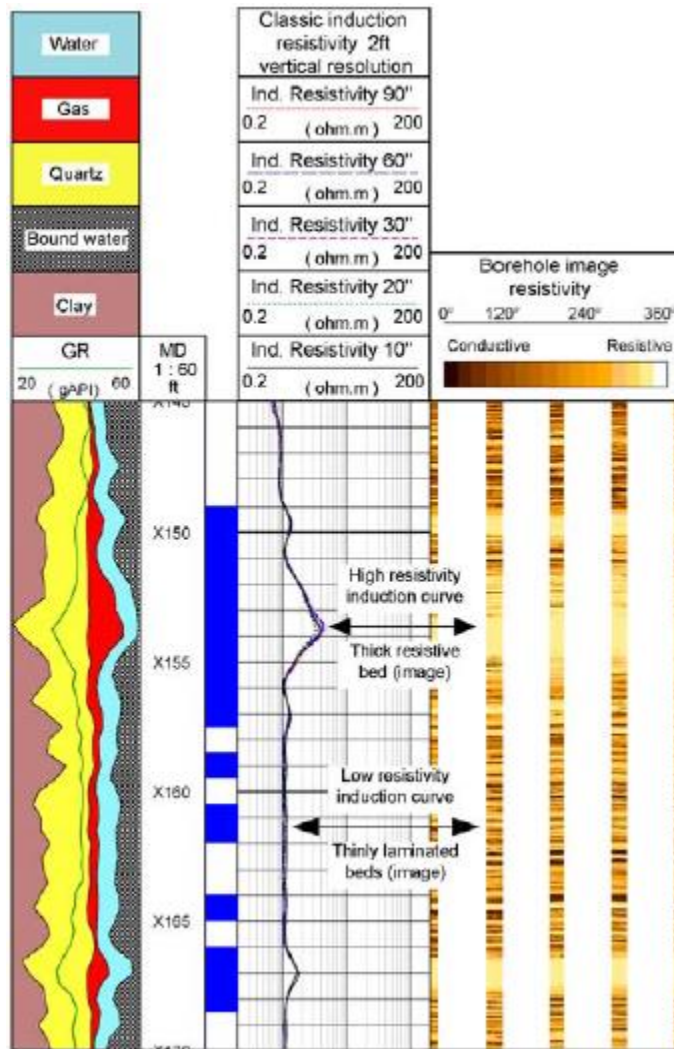 Water
Gas
Quartz
Bound water
Clay
GR
20 ( gAPI ) 60
MD
1 : 60
ft
Classic induction
resistivity 2ft
vertical resolution
Ind. Resistivity 90"
0.2 ( ohm.m ) 200
Ind. Resistivity 60"
0.2 ( ohm.m ) 200
Ind. Resistivity 30"
0.2 ( ohm.m ) 200
Ind. Resistivity 20"
0.2 ( ohm.m ) 200
Ind. Resistivity 10"
0.2 ( ohm.m ) 200
Borehole image
resistivity
0° 120° 240° 360°
Conductive Resistive
X150
X155
X160
X165
High resistivity
induction curve
Thick resistive
bed (image)
Low resistivity
induction curve
Thinly laminated
beds (image)